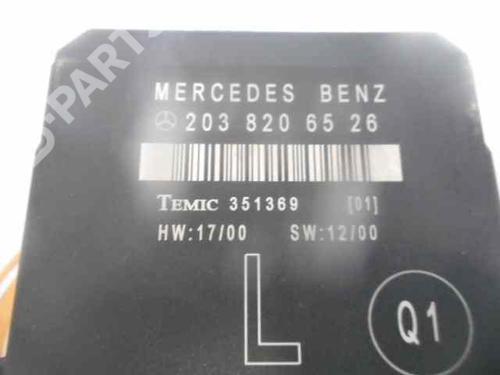 MERCEDES BENZ
203 820 65 26
TEMIC 351369 [01]
HW:17/00 SW:12/00
L
Q1